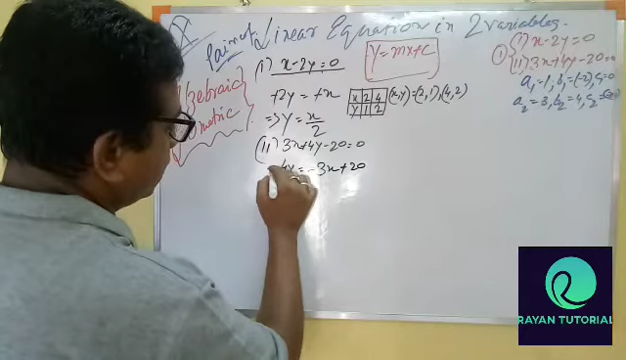 Pair of Linear Equation in 2 variables.
Algebraic
metric
y = mx + c
(i) x - 2y = 0
+2y = +x
=> y = x/2
x 2 4
y 1 2
(x, y) = (2, 1), (4, 2)
(ii) 3x + 4y - 20 = 0
4y = -3x + 20
① (i) x - 2y = 0
(ii) 3x + 4y - 20 = 0
a₁ = 1, b₁ = (-2), c₁ = 0
a₂ = 3, b₂ = 4, c₂ =
RAYAN TUTORIAL